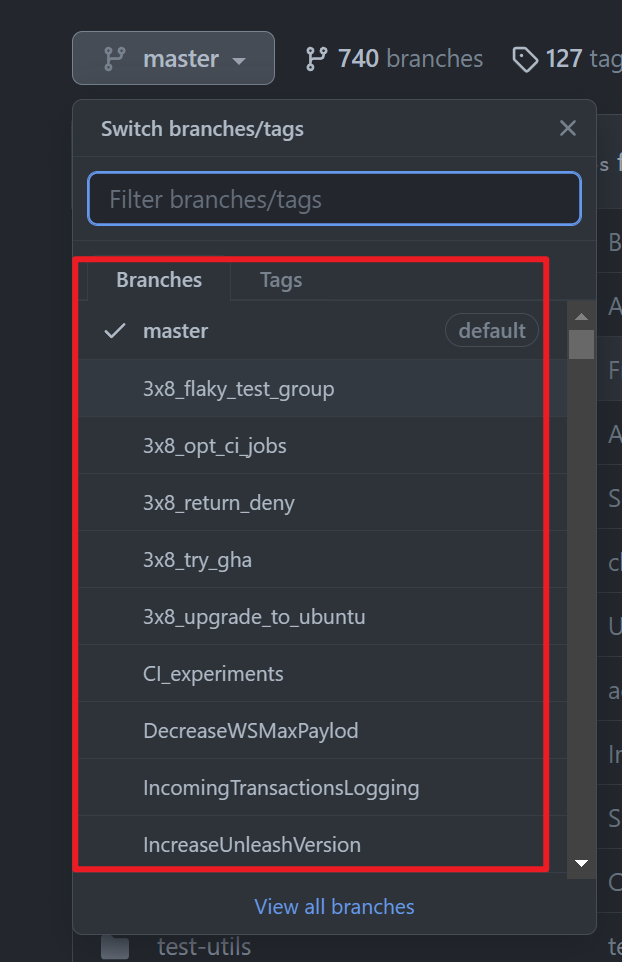 master
740 branches
127 tag
Switch branches/tags
Filter branches/tags
Branches
Tags
master
default
3x8_flaky_test_group
3x8_opt_ci_jobs
3x8_return_deny
3x8_try_gha
3x8_upgrade_to_ubuntu
CI_experiments
DecreaseWSMaxPaylod
IncomingTransactionsLogging
IncreaseUnleashVersion
View all branches
test-utils